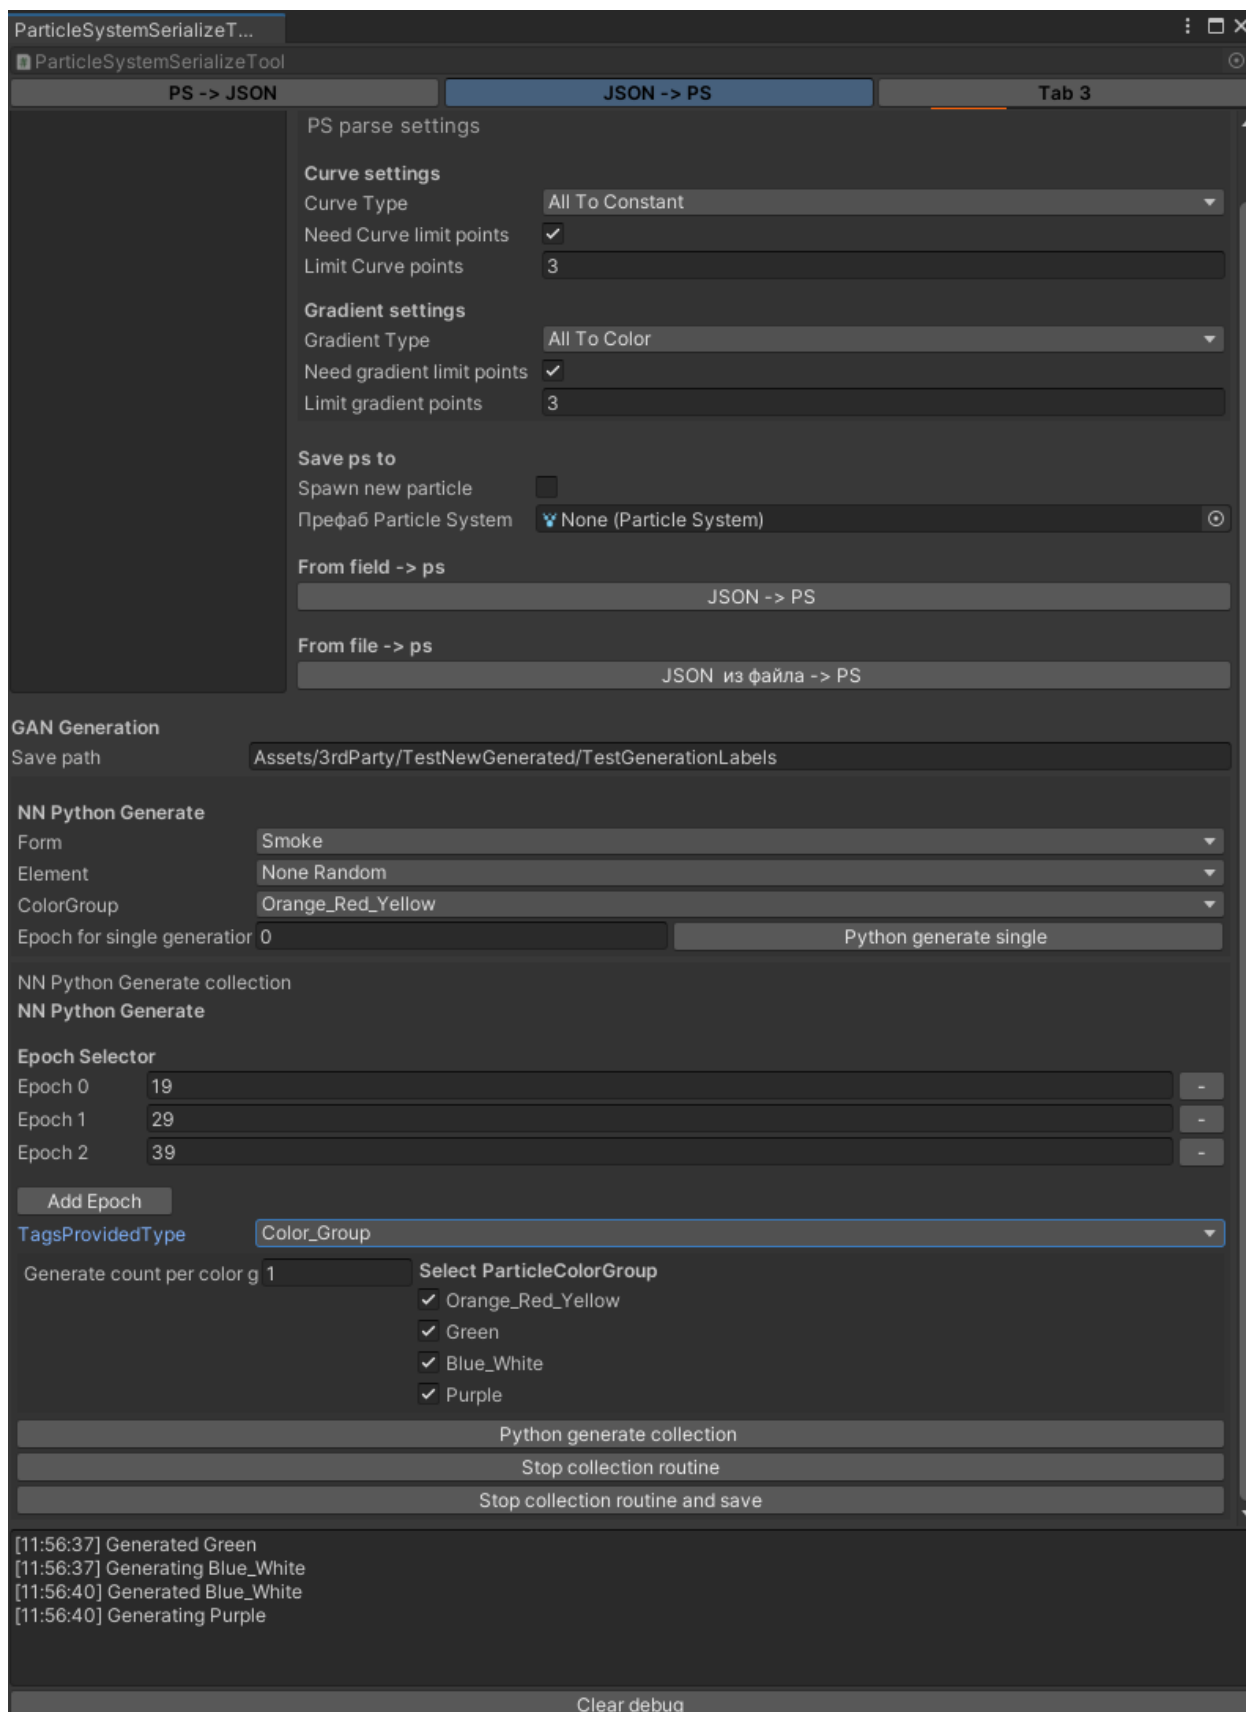 ParticleSystemSerializeT...
ParticleSystemSerializeTool
PS -> JSON
JSON -> PS
Tab 3
PS parse settings
Curve settings
Curve Type All To Constant
Need Curve limit points
Limit Curve points 3
Gradient settings
Gradient Type All To Color
Need gradient limit points
Limit gradient points 3
Save ps to
Spawn new particle
Префаб Particle System None (Particle System)
From field -> ps
JSON -> PS
From file -> ps
JSON из файла -> PS
GAN Generation
Save path Assets/3rdParty/TestNewGenerated/TestGenerationLabels
NN Python Generate
Form Smoke
Element None Random
ColorGroup Orange_Red_Yellow
Epoch for single generation 0 Python generate single
NN Python Generate collection
NN Python Generate
Epoch Selector
Epoch 0 19 -
Epoch 1 29 -
Epoch 2 39 -
Add Epoch
TagsProvidedType Color_Group
Generate count per color g 1 Select ParticleColorGroup
Orange_Red_Yellow
Green
Blue_White
Purple
Python generate collection
Stop collection routine
Stop collection routine and save
[11:56:37] Generated Green
[11:56:37] Generating Blue_White
[11:56:40] Generated Blue_White
[11:56:40] Generating Purple
Clear debug